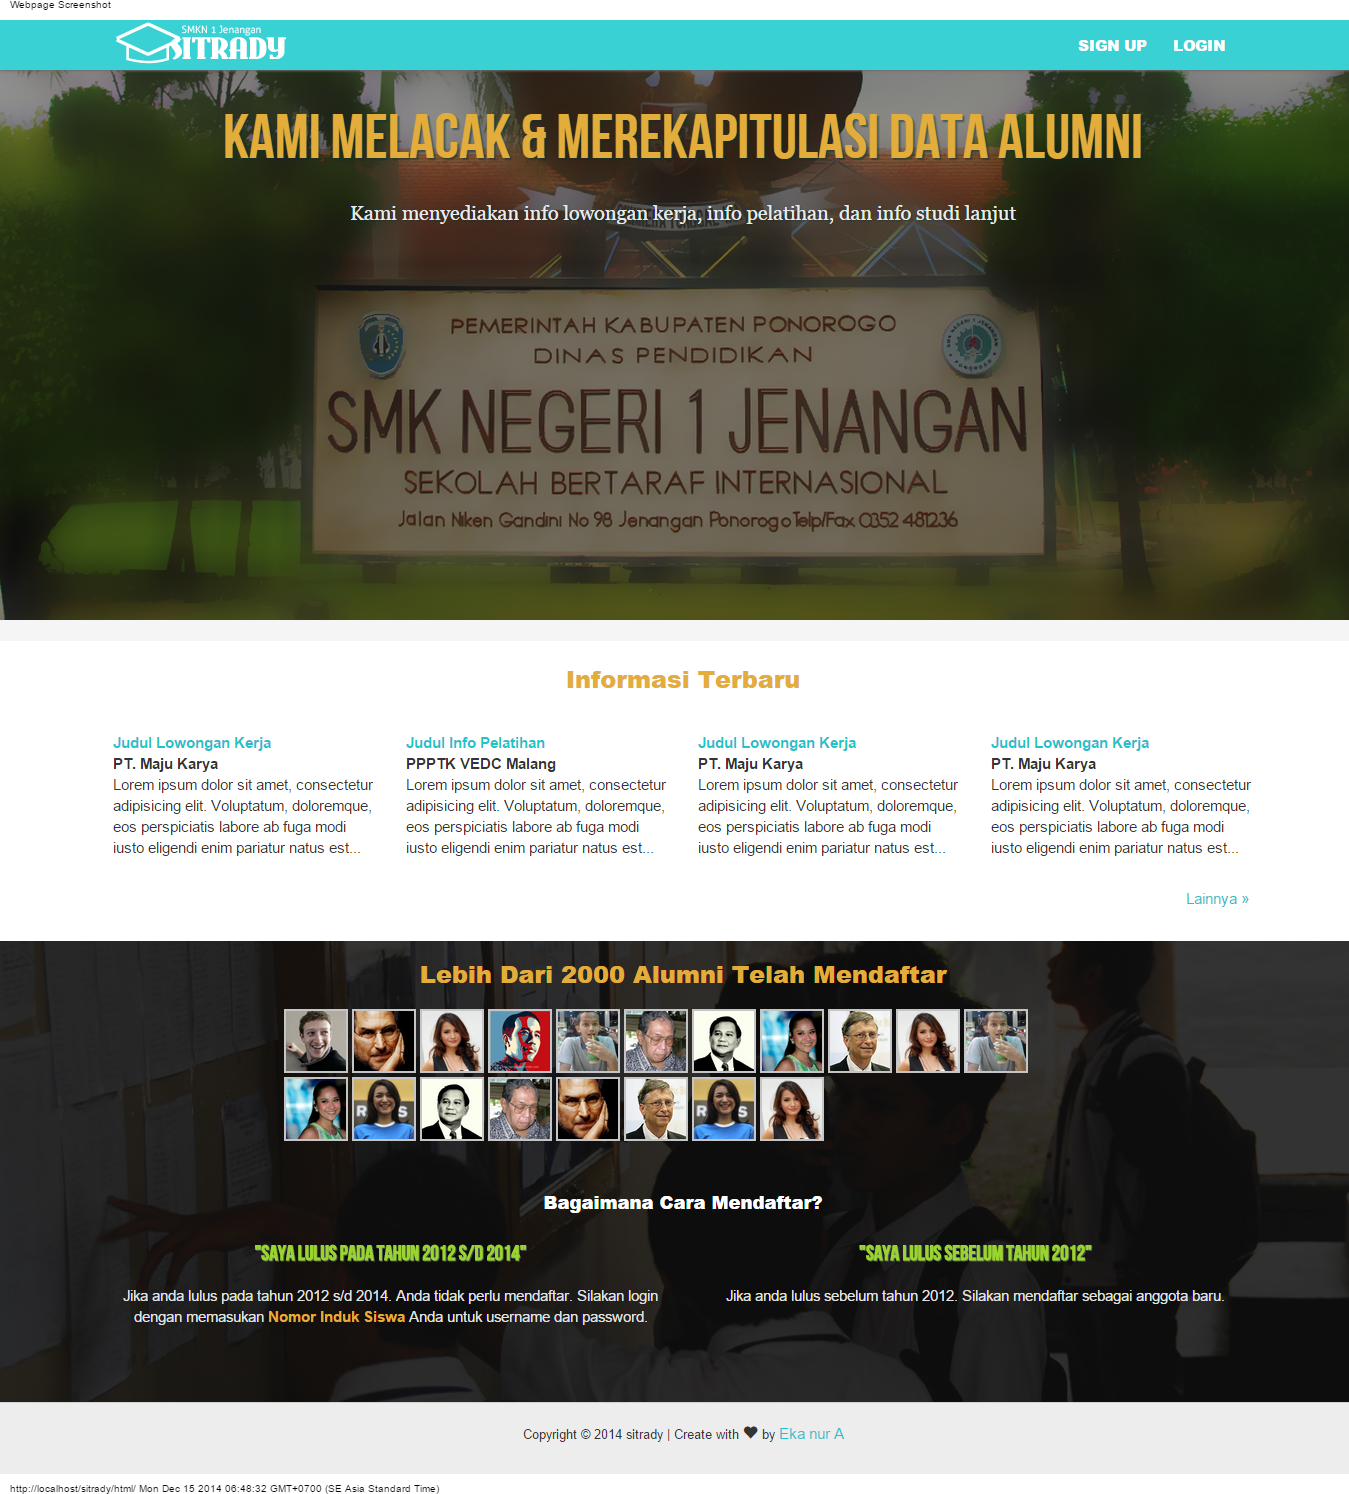 Webpage Screenshot
SMKN 1 Jenangan
SITRADY
SIGN UP LOGIN
KAMI MELACAK & MEREKAPITULASI DATA ALUMNI
Kami menyediakan info lowongan kerja, info pelatihan, dan info studi lanjut
PEMERINTAH KABUPATEN PONOROGO
DINAS PENDIDIKAN
SMK NEGERI 1 JENANGAN
SEKOLAH BERTARAF INTERNASIONAL
Jalan Niken Gandini No 98 Jenangan Ponorogo Telp/Fax 0352 481236
Informasi Terbaru
Judul Lowongan Kerja
PT. Maju Karya
Lorem ipsum dolor sit amet, consectetur
adipisicing elit. Voluptatum, doloremque,
eos perspiciatis labore ab fuga modi
iusto eligendi enim pariatur natus est...
Judul Info Pelatihan
PPPTK VEDC Malang
Lorem ipsum dolor sit amet, consectetur
adipisicing elit. Voluptatum, doloremque,
eos perspiciatis labore ab fuga modi
iusto eligendi enim pariatur natus est...
Judul Lowongan Kerja
PT. Maju Karya
Lorem ipsum dolor sit amet, consectetur
adipisicing elit. Voluptatum, doloremque,
eos perspiciatis labore ab fuga modi
iusto eligendi enim pariatur natus est...
Judul Lowongan Kerja
PT. Maju Karya
Lorem ipsum dolor sit amet, consectetur
adipisicing elit. Voluptatum, doloremque,
eos perspiciatis labore ab fuga modi
iusto eligendi enim pariatur natus est...
Lainnya »
Lebih Dari 2000 Alumni Telah Mendaftar
Bagaimana Cara Mendaftar?
"SAYA LULUS PADA TAHUN 2012 S/D 2014"
Jika anda lulus pada tahun 2012 s/d 2014. Anda tidak perlu mendaftar. Silakan login
dengan memasukan Nomor Induk Siswa Anda untuk username dan password.
"SAYA LULUS SEBELUM TAHUN 2012"
Jika anda lulus sebelum tahun 2012. Silakan mendaftar sebagai anggota baru.
Copyright © 2014 sitrady | Create with ♥ by Eka nur A
http://localhost/sitrady/html/ Mon Dec 15 2014 06:48:32 GMT+0700 (SE Asia Standard Time)